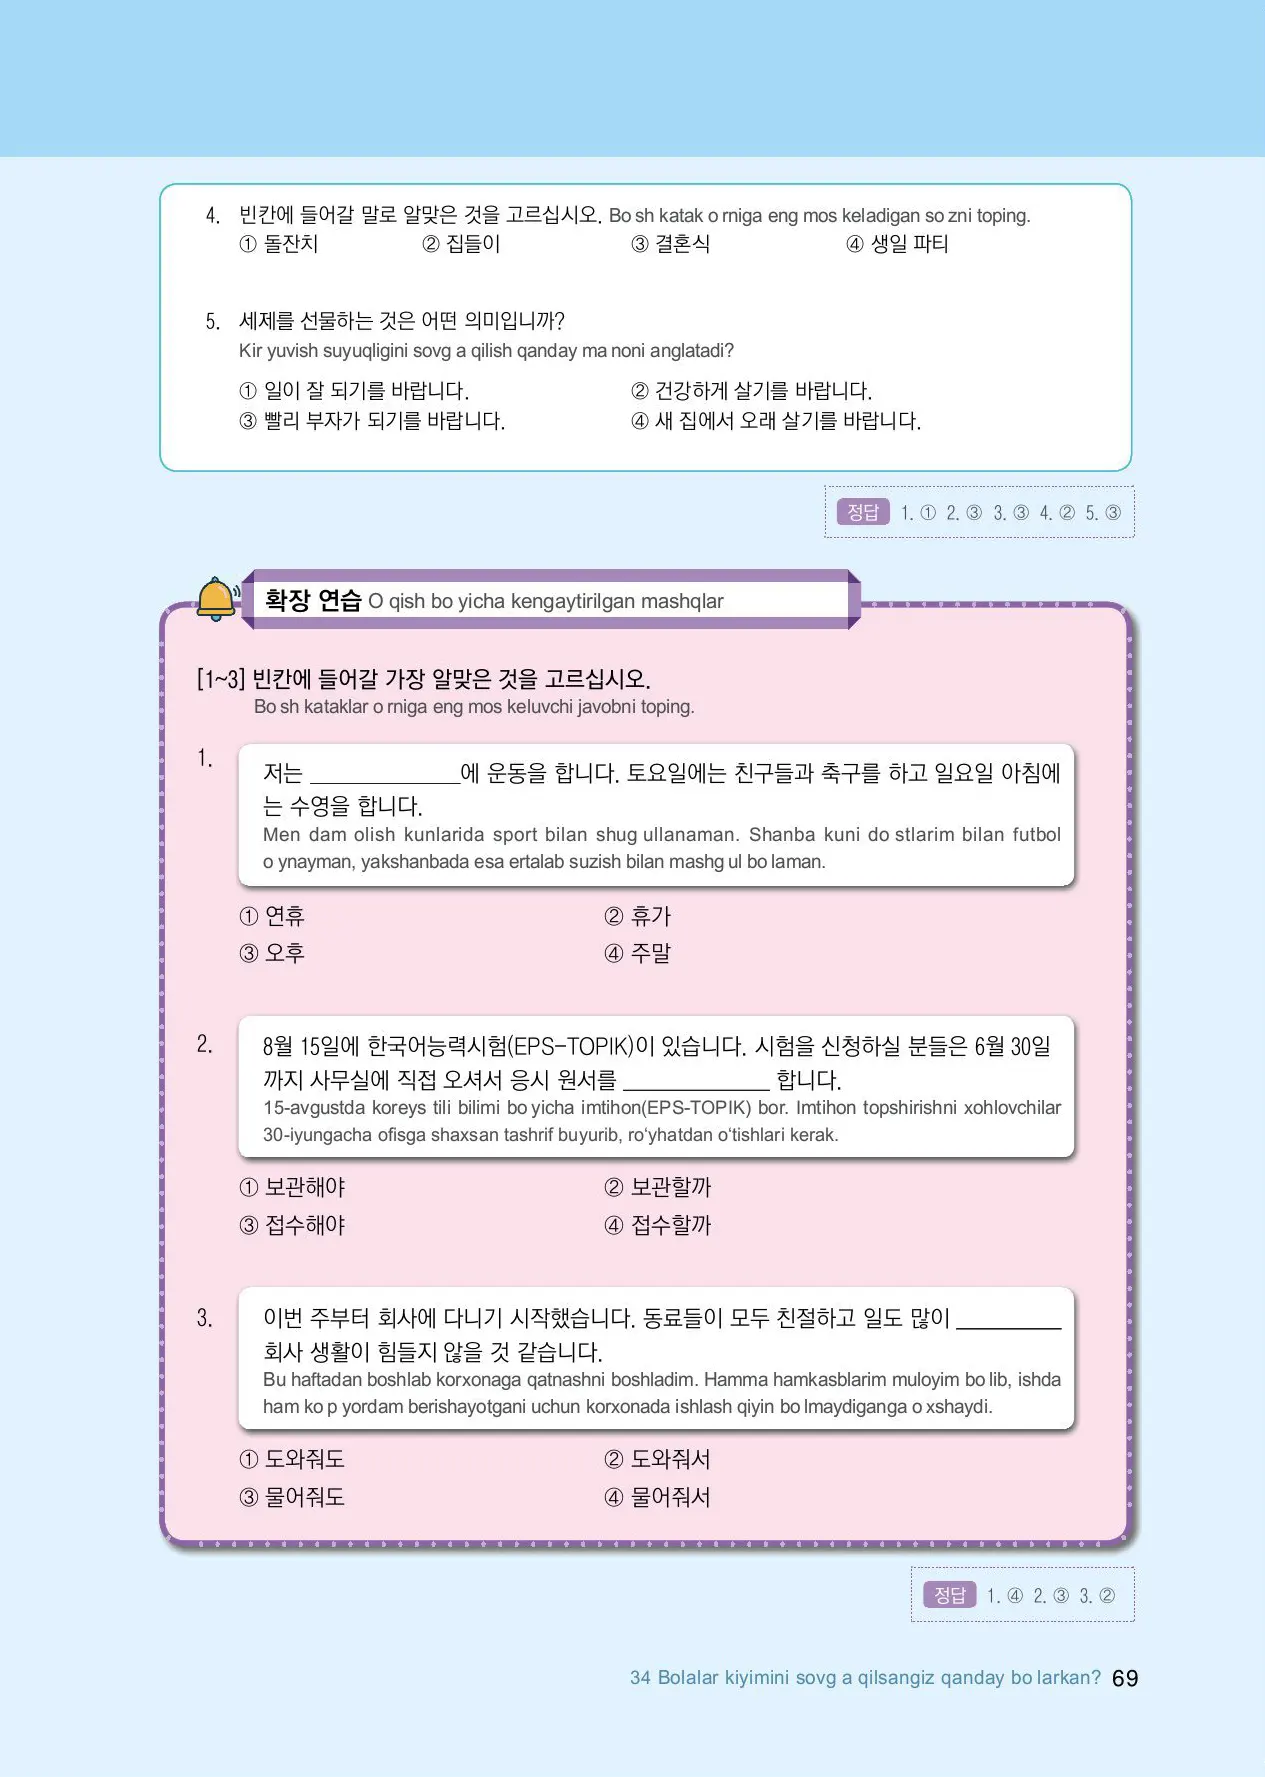 4. 빈칸에 들어갈 말로 알맞은 것을 고르십시오. Bo sh katak o rniga eng mos keladigan so zni toping.
① 돌잔치 ② 집들이 ③ 결혼식 ④ 생일 파티
5. 세제를 선물하는 것은 어떤 의미입니까?
Kir yuvish suyuqligini sovg a qilish qanday ma noni anglatadi?
① 일이 잘 되기를 바랍니다. ② 건강하게 살기를 바랍니다.
③ 빨리 부자가 되기를 바랍니다. ④ 새 집에서 오래 살기를 바랍니다.
정답 1. ① 2. ③ 3. ③ 4. ② 5. ③
확장 연습 O qish bo yicha kengaytirilgan mashqlar
[1~3] 빈칸에 들어갈 가장 알맞은 것을 고르십시오.
Bo sh kataklar o rniga eng mos keluvchi javobni toping.
1. 저는 ______________에 운동을 합니다. 토요일에는 친구들과 축구를 하고 일요일 아침에
는 수영을 합니다.
Men dam olish kunlarida sport bilan shug ullanaman. Shanba kuni do stlarim bilan futbol
o ynayman, yakshanbada esa ertalab suzish bilan mashg ul bo laman.
① 연휴 ② 휴가
③ 오후 ④ 주말
2. 8월 15일에 한국어능력시험(EPS-TOPIK)이 있습니다. 시험을 신청하실 분들은 6월 30일
까지 사무실에 직접 오셔서 응시 원서를 ______________ 합니다.
15-avgustda koreys tili bilimi bo yicha imtihon(EPS-TOPIK) bor. Imtihon topshirishni xohlovchilar
30-iyungacha ofisga shaxsan tashrif buyurib, ro‘yhatdan o‘tishlari kerak.
① 보관해야 ② 보관할까
③ 접수해야 ④ 접수할까
3. 이번 주부터 회사에 다니기 시작했습니다. 동료들이 모두 친절하고 일도 많이 __________
회사 생활이 힘들지 않을 것 같습니다.
Bu haftadan boshlab korxonaga qatnashni boshladim. Hamma hamkasblarim muloyim bo lib, ishda
ham ko p yordam berishayotgani uchun korxonada ishlash qiyin bo lmaydiganga o xshaydi.
① 도와줘도 ② 도와줘서
③ 물어줘도 ④ 물어줘서
정답 1. ④ 2. ③ 3. ②
34 Bolalar kiyimini sovg a qilsangiz qanday bo larkan? 69